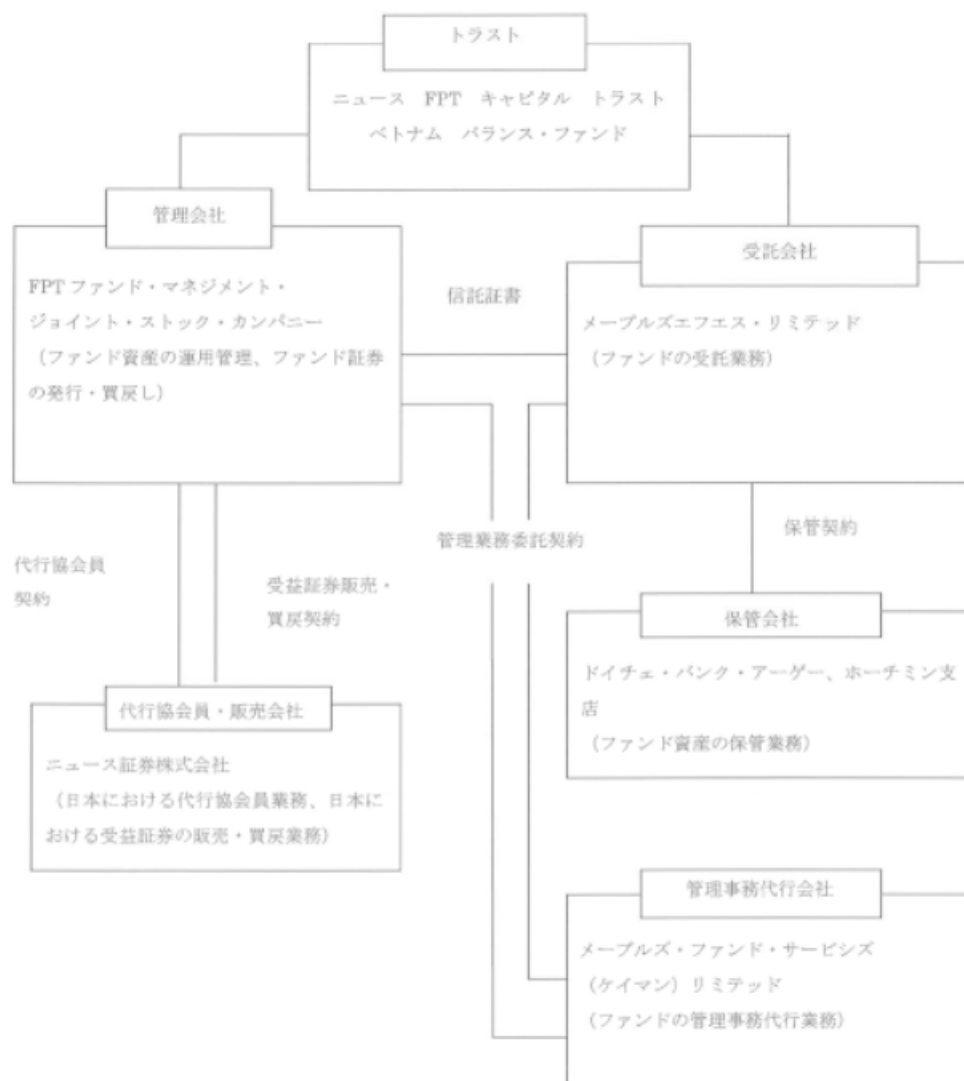 トラスト
ニュース　FPT　キャピタル　トラスト
ベトナム　バランス・ファンド
管理会社
FPTファンド・マネジメント・
ジョイント・ストック・カンパニー
（ファンド資産の運用管理、ファンド証券
の発行・買戻し）
信託証書
受託会社
メープルズエフエス・リミテッド
（ファンドの受託業務）
代行協会員
契約
受益証券販売・
買戻契約
管理業務委託契約
保管契約
保管会社
ドイチェ・バンク・アーゲー、ホーチミン支
店
（ファンド資産の保管業務）
代行協会員・販売会社
ニュース証券株式会社
（日本における代行協会員業務、日本に
おける受益証券の販売・買戻業務）
管理事務代行会社
メープルズ・ファンド・サービシズ
（ケイマン）リミテッド
（ファンドの管理事務代行業務）